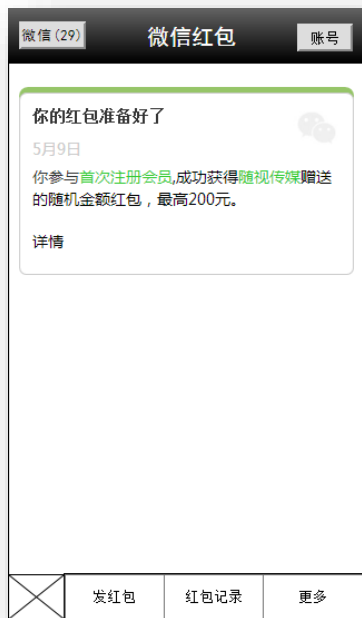 微信(29)
微信红包
账号
你的红包准备好了
5月9日
你参与首次注册会员,成功获得随视传媒赠送
的随机金额红包，最高200元。
详情
发红包
红包记录
更多